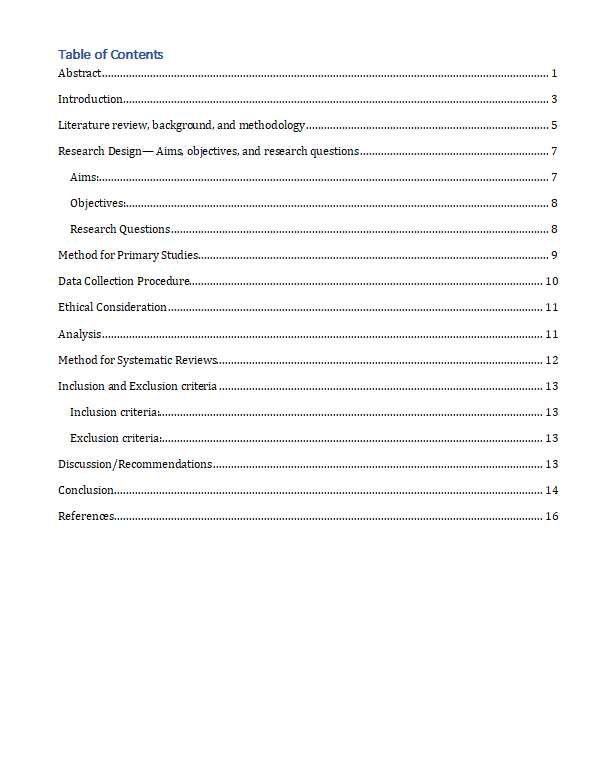 Table of Contents
Abstract 1
Introduction 3
Literature review, background, and methodology 5
Research Design— Aims, objectives, and research questions 7
Aims: 7
Objectives: 8
Research Questions 8
Method for Primary Studies 9
Data Collection Procedure 10
Ethical Consideration 11
Analysis 11
Method for Systematic Reviews 12
Inclusion and Exclusion criteria 13
Inclusion criteria: 13
Exclusion criteria: 13
Discussion/Recommendations 13
Conclusion 14
References 16